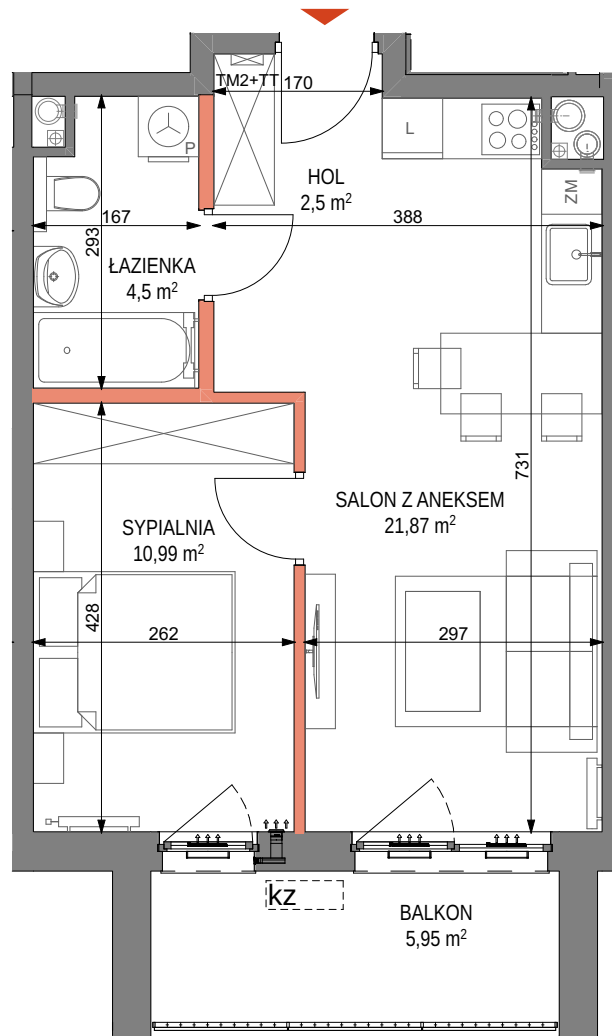 TM2+TT 170
L
P
HOL
2,5 m²
ZM
167
388
293
ŁAZIENKA
4,5 m²
731
SALON Z ANEKSEM
21,87 m²
SYPIALNIA
10,99 m²
428
262
297
kz
BALKON
5,95 m²